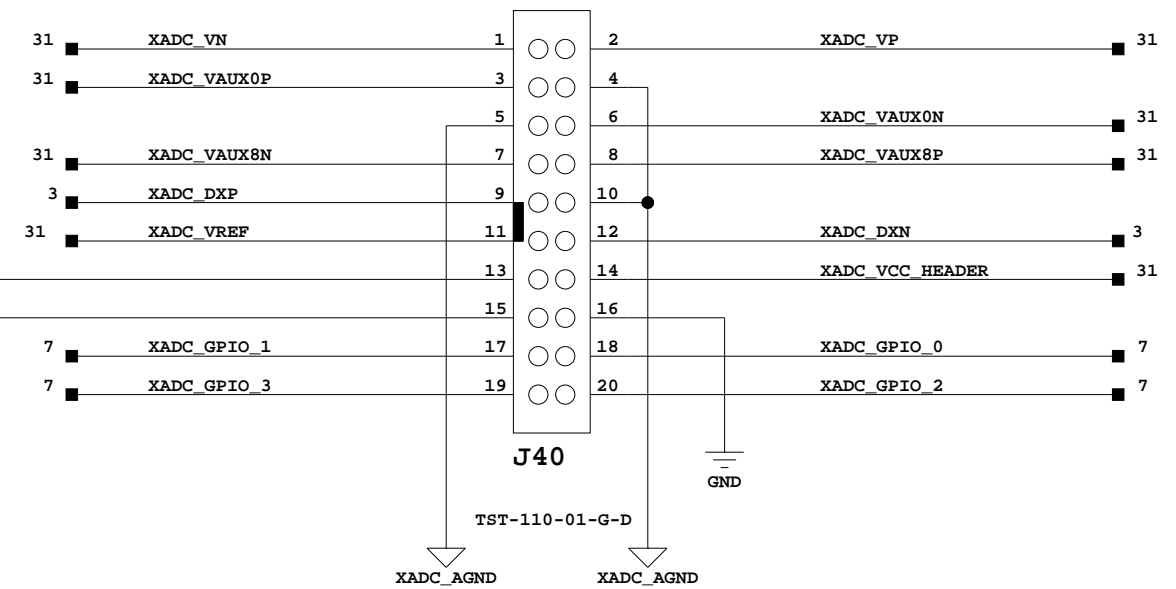 31 XADC_VN 1 2 XADC_VP 31
31 XADC_VAUX0P 3 4
5 6 XADC_VAUX0N 31
31 XADC_VAUX8N 7 8 XADC_VAUX8P 31
3 XADC_DXP 9 10
31 XADC_VREF 11 12 XADC_DXN 3
13 14 XADC_VCC_HEADER 31
15 16
7 XADC_GPIO_1 17 18 XADC_GPIO_0 7
7 XADC_GPIO_3 19 20 XADC_GPIO_2 7
J40
GND
TST-110-01-G-D
XADC_AGND XADC_AGND